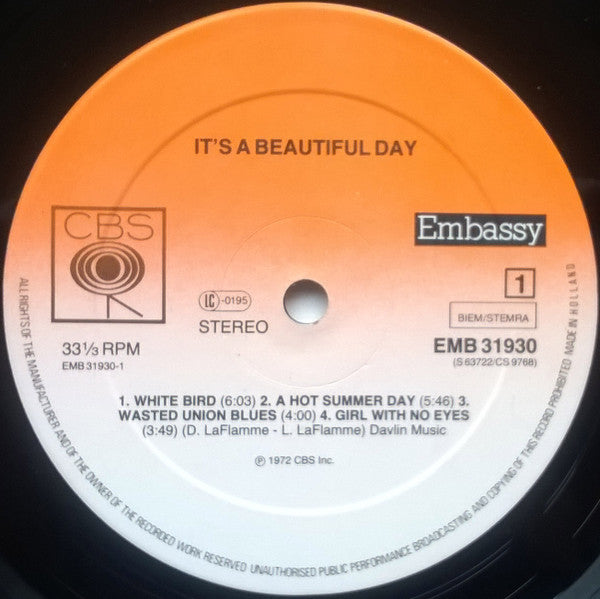 IT'S A BEAUTIFUL DAY
CBS
Embassy
LC-0195
1
STEREO
BIEM/STEMRA
33⅓ RPM
EMB 31930
EMB 31930-1
(S 63722/CS 9768)
1. WHITE BIRD (6:03) 2. A HOT SUMMER DAY (5:46) 3.
WASTED UNION BLUES (4:00) 4. GIRL WITH NO EYES
(3:49) (D. LaFlamme - L. LaFlamme) Davlin Music
℗ 1972 CBS Inc.
ALL RIGHTS OF THE MANUFACTURER AND OF THE OWNER OF THE RECORDED WORK RESERVED UNAUTHORISED PUBLIC PERFORMANCE BROADCASTING AND COPYING OF THIS RECORD PROHIBITED MADE IN HOLLAND